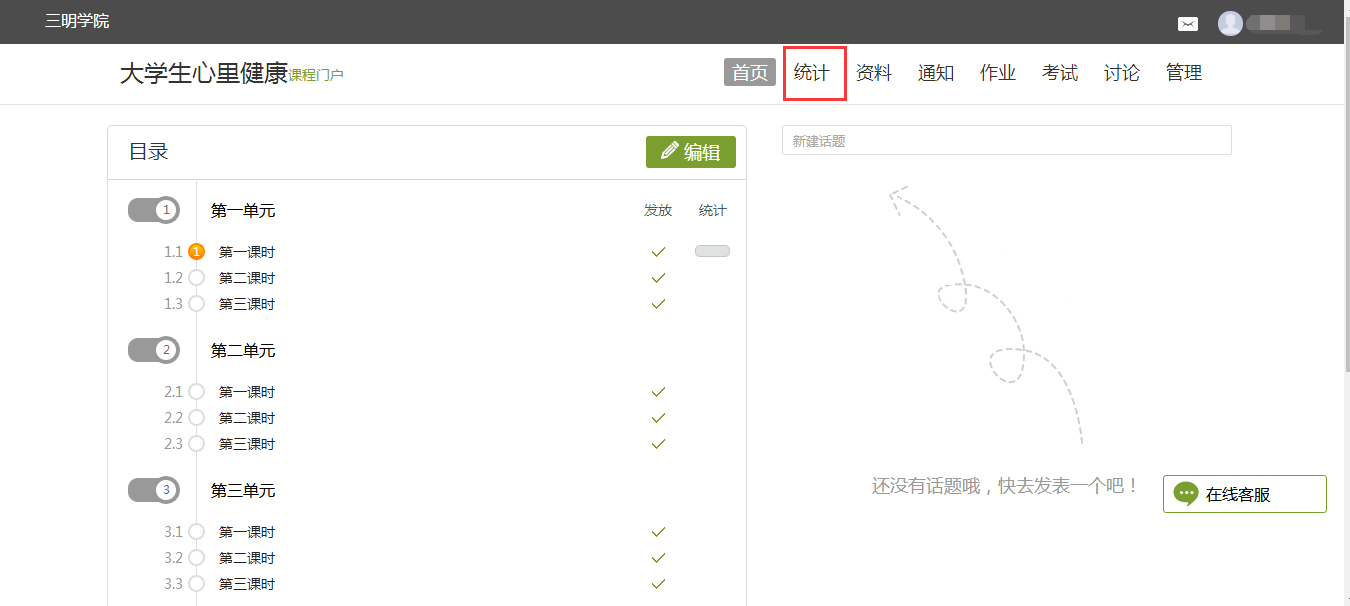 三明学院
大学生心里健康课程门户
首页 统计 资料 通知 作业 考试 讨论 管理
目录
编辑
新建话题
1 第一单元 发放 统计
1.1 1 第一课时
1.2 第二课时
1.3 第三课时
2 第二单元
2.1 第一课时
2.2 第二课时
2.3 第三课时
3 第三单元
3.1 第一课时
3.2 第二课时
3.3 第三课时
还没有话题哦，快去发表一个吧！
在线客服